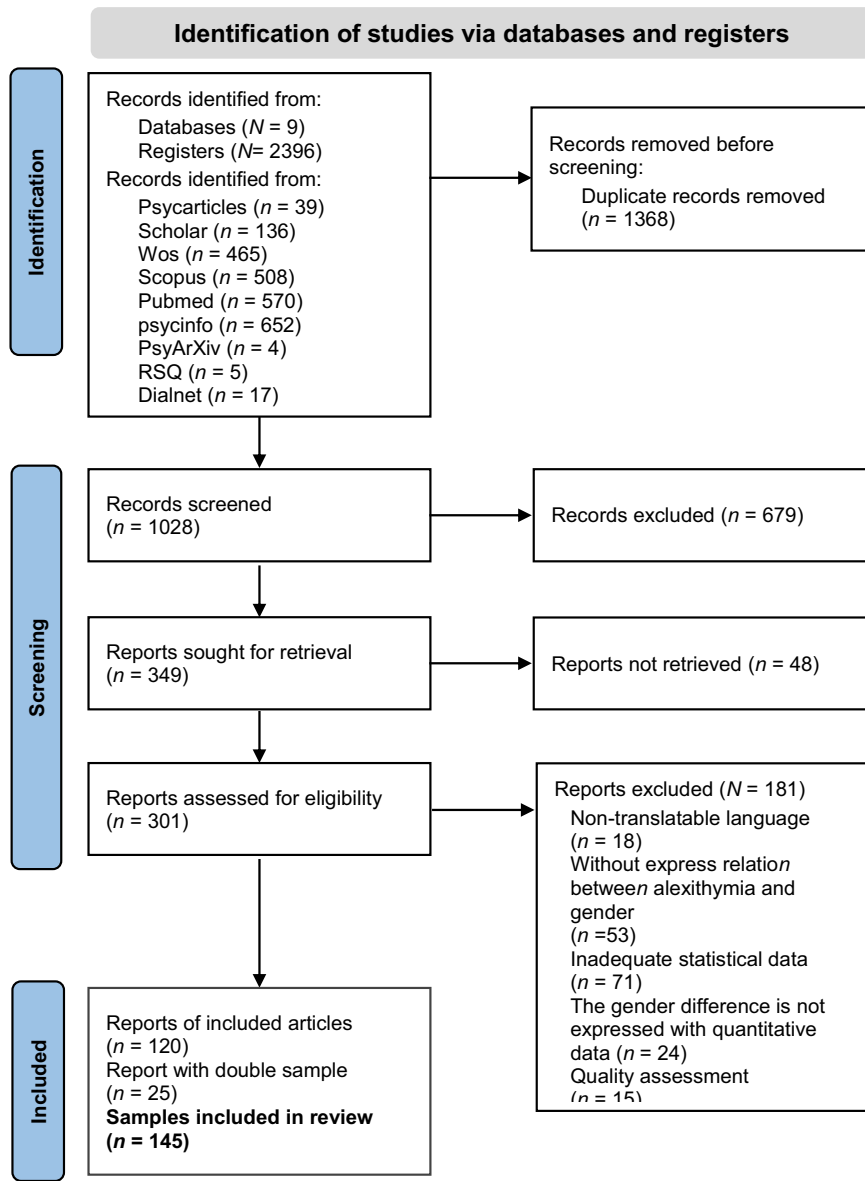 Identification of studies via databases and registers
Identification
Records identified from:
Databases (N = 9)
Registers (N= 2396)
Records identified from:
Psycarticles (n = 39)
Scholar (n = 136)
Wos (n = 465)
Scopus (n = 508)
Pubmed (n = 570)
psycinfo (n = 652)
PsyArXiv (n = 4)
RSQ (n = 5)
Dialnet (n = 17)
Records removed before
screening:
Duplicate records removed
(n = 1368)
Screening
Records screened
(n = 1028)
Records excluded (n = 679)
Reports sought for retrieval
(n = 349)
Reports not retrieved (n = 48)
Reports assessed for eligibility
(n = 301)
Reports excluded (N = 181)
Non-translatable language
(n = 18)
Without express relation
between alexithymia and
gender
(n =53)
Inadequate statistical data
(n = 71)
The gender difference is not
expressed with quantitative
data (n = 24)
Quality assessment
(n = 15)
Included
Reports of included articles
(n = 120)
Report with double sample
(n = 25)
Samples included in review
(n = 145)